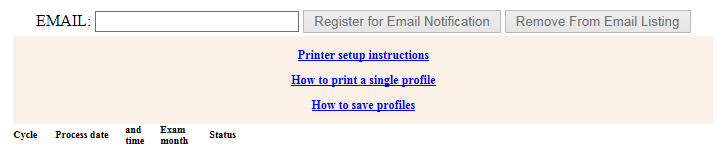 EMAIL: Register for Email Notification Remove From Email Listing
Printer setup instructions
How to print a single profile
How to save profiles
Cycle Process date and time Exam month Status